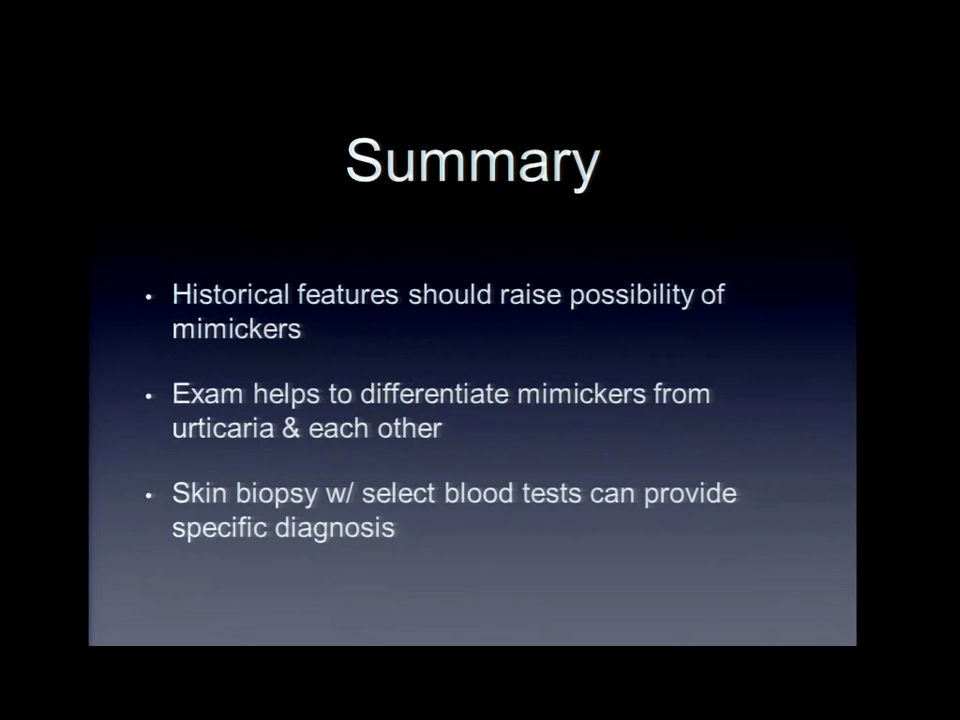 Summary
• Historical features should raise possibility of
mimickers
• Exam helps to differentiate mimickers from
urticaria & each other
• Skin biopsy w/ select blood tests can provide
specific diagnosis